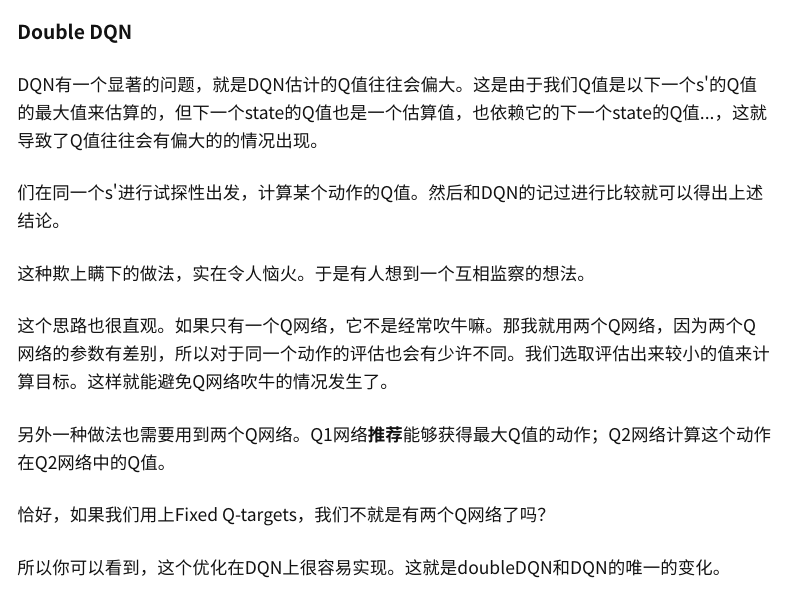 Double DQN
DQN有一个显著的问题，就是DQN估计的Q值往往会偏大。这是由于我们Q值是以下一个s'的Q值
的最大值来估算的，但下一个state的Q值也是一个估算值，也依赖它的下一个state的Q值...，这就
导致了Q值往往会有偏大的的情况出现。
们在同一个s'进行试探性出发，计算某个动作的Q值。然后和DQN的记过进行比较就可以得出上述
结论。
这种欺上瞒下的做法，实在令人恼火。于是有人想到一个互相监察的想法。
这个思路也很直观。如果只有一个Q网络，它不是经常吹牛嘛。那我就用两个Q网络，因为两个Q
网络的参数有差别，所以对于同一个动作的评估也会有少许不同。我们选取评估出来较小的值来计
算目标。这样就能避免Q网络吹牛的情况发生了。
另外一种做法也需要用到两个Q网络。Q1网络推荐能够获得最大Q值的动作；Q2网络计算这个动作
在Q2网络中的Q值。
恰好，如果我们用上Fixed Q-targets，我们不就是有两个Q网络了吗？
所以你可以看到，这个优化在DQN上很容易实现。这就是doubleDQN和DQN的唯一的变化。